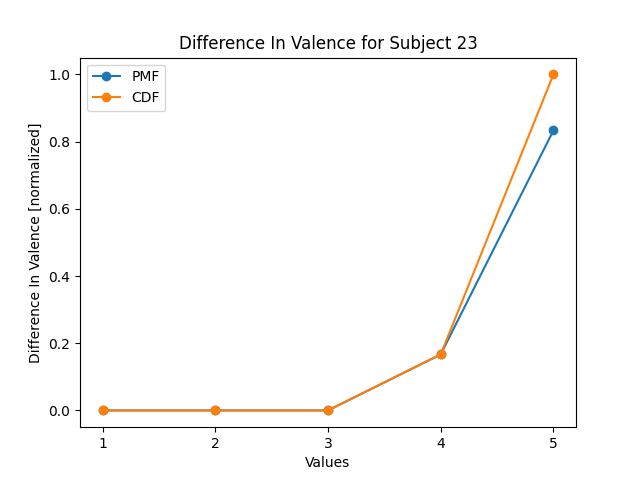 Difference In Valence for Subject 23
PMF
CDF
Difference In Valence [normalized]
1.0
0.8
0.6
0.4
0.2
0.0
1 2 3 4 5
Values